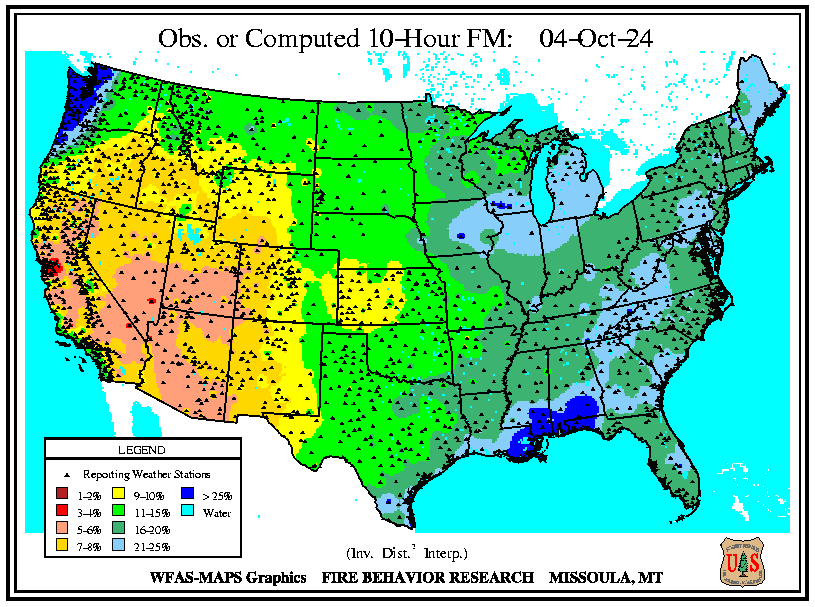 Obs. or Computed 10-Hour FM: 04-Oct-24
LEGEND
Reporting Weather Stations
1-2% 9-10% > 25%
3-4% 11-15% Water
5-6% 16-20%
7-8% 21-25%
(Inv. Dist.² Interp.)
WFAS-MAPS Graphics FIRE BEHAVIOR RESEARCH MISSOULA, MT
U S